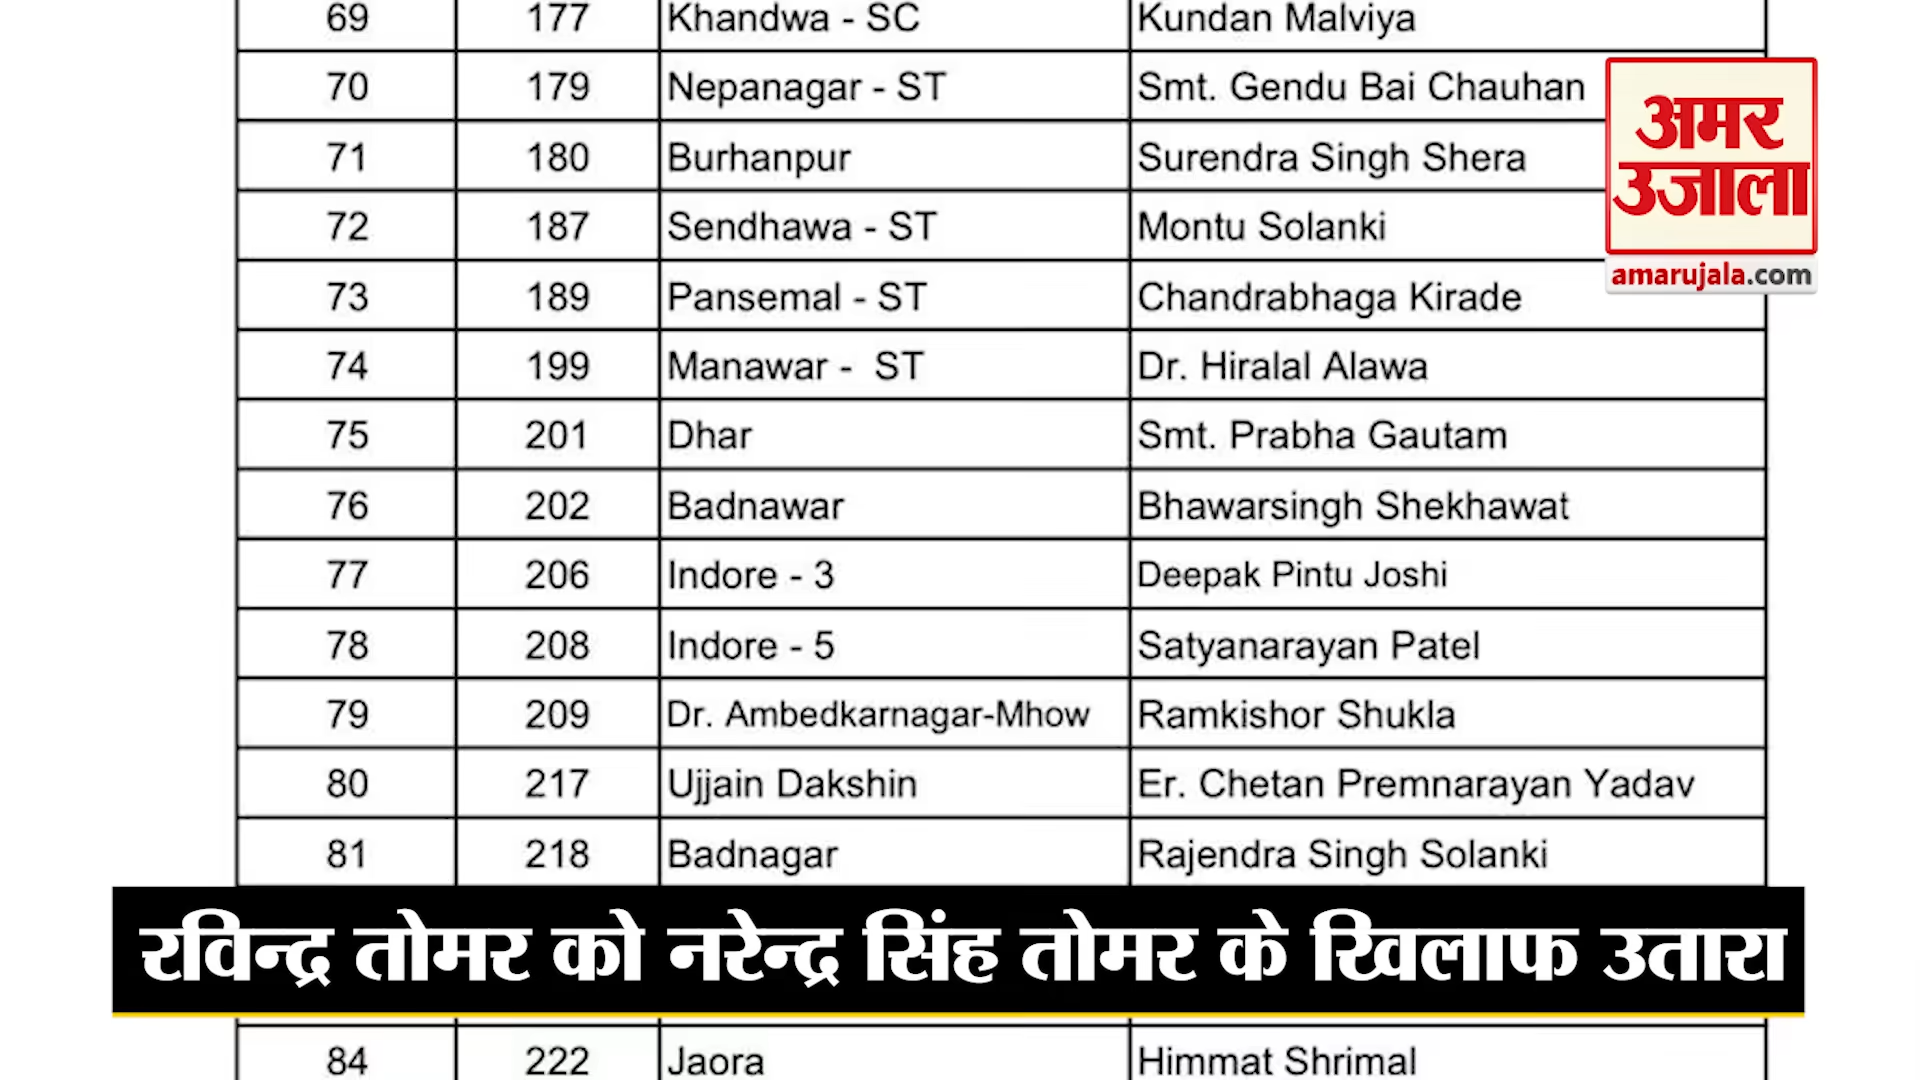 69 177 Khandwa - SC Kundan Malviya
70 179 Nepanagar - ST Smt. Gendu Bai Chauhan
71 180 Burhanpur Surendra Singh Shera
72 187 Sendhawa - ST Montu Solanki
73 189 Pansemal - ST Chandrabhaga Kirade
74 199 Manawar - ST Dr. Hiralal Alawa
75 201 Dhar Smt. Prabha Gautam
76 202 Badnawar Bhawarsingh Shekhawat
77 206 Indore - 3 Deepak Pintu Joshi
78 208 Indore - 5 Satyanarayan Patel
79 209 Dr. Ambedkarnagar-Mhow Ramkishor Shukla
80 217 Ujjain Dakshin Er. Chetan Premnarayan Yadav
81 218 Badnagar Rajendra Singh Solanki
रविन्द्र तोमर को नरेन्द्र सिंह तोमर के खिलाफ उतारा
84 222 Jaora Himmat Shrimal
अमर
उजाला
amarujala.com